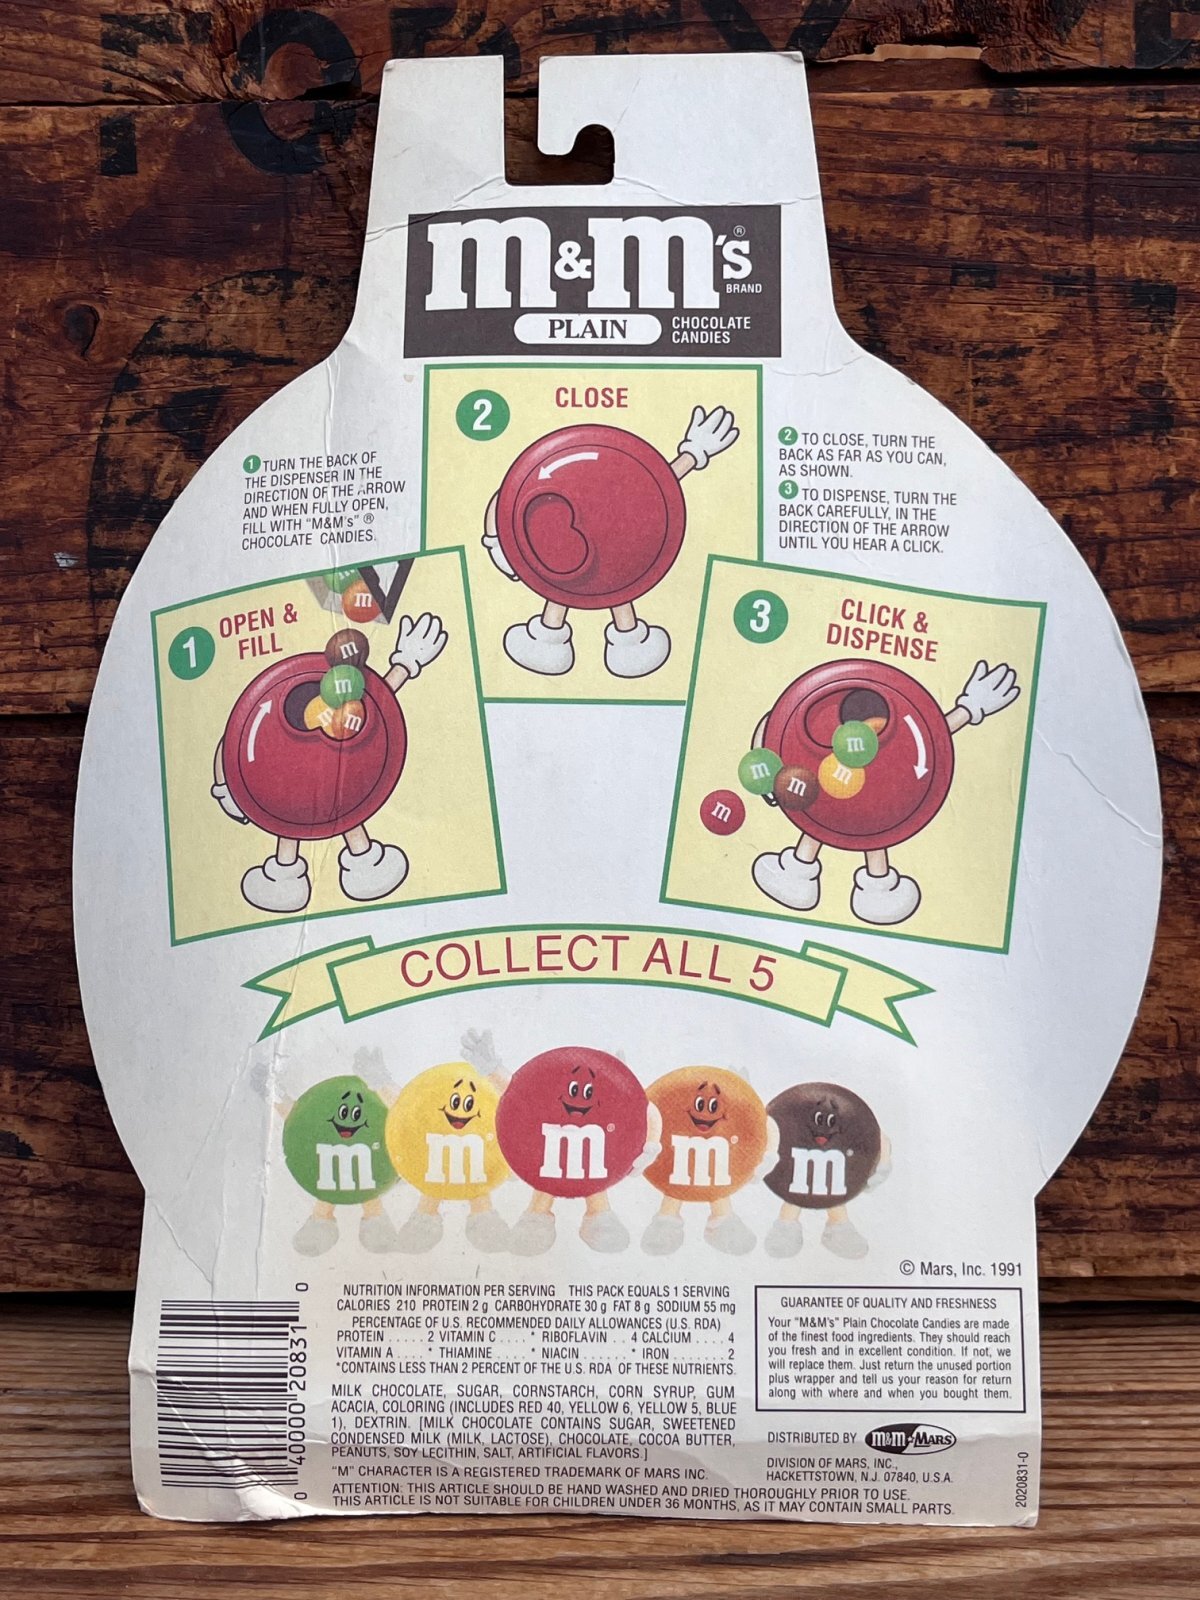 m&m's®
BRAND
PLAIN
CHOCOLATE
CANDIES
1 TURN THE BACK OF
THE DISPENSER IN THE
DIRECTION OF THE ARROW
AND WHEN FULLY OPEN,
FILL WITH "M&M's" ®
CHOCOLATE CANDIES.
2 CLOSE
2 TO CLOSE, TURN THE
BACK AS FAR AS YOU CAN,
AS SHOWN.
3 TO DISPENSE, TURN THE
BACK CAREFULLY, IN THE
DIRECTION OF THE ARROW
UNTIL YOU HEAR A CLICK.
1 OPEN &
FILL
m
m
m
m
3 CLICK &
DISPENSE
m
m
m
m
m
COLLECT ALL 5
m m m m m
© Mars, Inc. 1991
0 40000 20831 0
NUTRITION INFORMATION PER SERVING THIS PACK EQUALS 1 SERVING
CALORIES 210 PROTEIN 2 g CARBOHYDRATE 30 g FAT 8 g SODIUM 55 mg
PERCENTAGE OF U.S. RECOMMENDED DAILY ALLOWANCES (U.S. RDA)
PROTEIN ..... 2 VITAMIN C .... * RIBOFLAVIN .. 4 CALCIUM .... 4
VITAMIN A .... * THIAMINE .... * NIACIN ...... * IRON ....... 2
*CONTAINS LESS THAN 2 PERCENT OF THE U.S. RDA OF THESE NUTRIENTS.
MILK CHOCOLATE, SUGAR, CORNSTARCH, CORN SYRUP, GUM
ACACIA, COLORING (INCLUDES RED 40, YELLOW 6, YELLOW 5, BLUE
1), DEXTRIN. [MILK CHOCOLATE CONTAINS SUGAR, SWEETENED
CONDENSED MILK (MILK, LACTOSE), CHOCOLATE, COCOA BUTTER,
PEANUTS, SOY LECITHIN, SALT, ARTIFICIAL FLAVORS.]
"M" CHARACTER IS A REGISTERED TRADEMARK OF MARS INC.
ATTENTION: THIS ARTICLE SHOULD BE HAND WASHED AND DRIED THOROUGHLY PRIOR TO USE.
THIS ARTICLE IS NOT SUITABLE FOR CHILDREN UNDER 36 MONTHS, AS IT MAY CONTAIN SMALL PARTS.
GUARANTEE OF QUALITY AND FRESHNESS
Your "M&M's" Plain Chocolate Candies are made
of the finest food ingredients. They should reach
you fresh and in excellent condition. If not, we
will replace them. Just return the unused portion
plus wrapper and tell us your reason for return
along with where and when you bought them.
DISTRIBUTED BY m&m★MARS
DIVISION OF MARS, INC.,
HACKETTSTOWN, N.J. 07840, U.S.A.
2020831-0